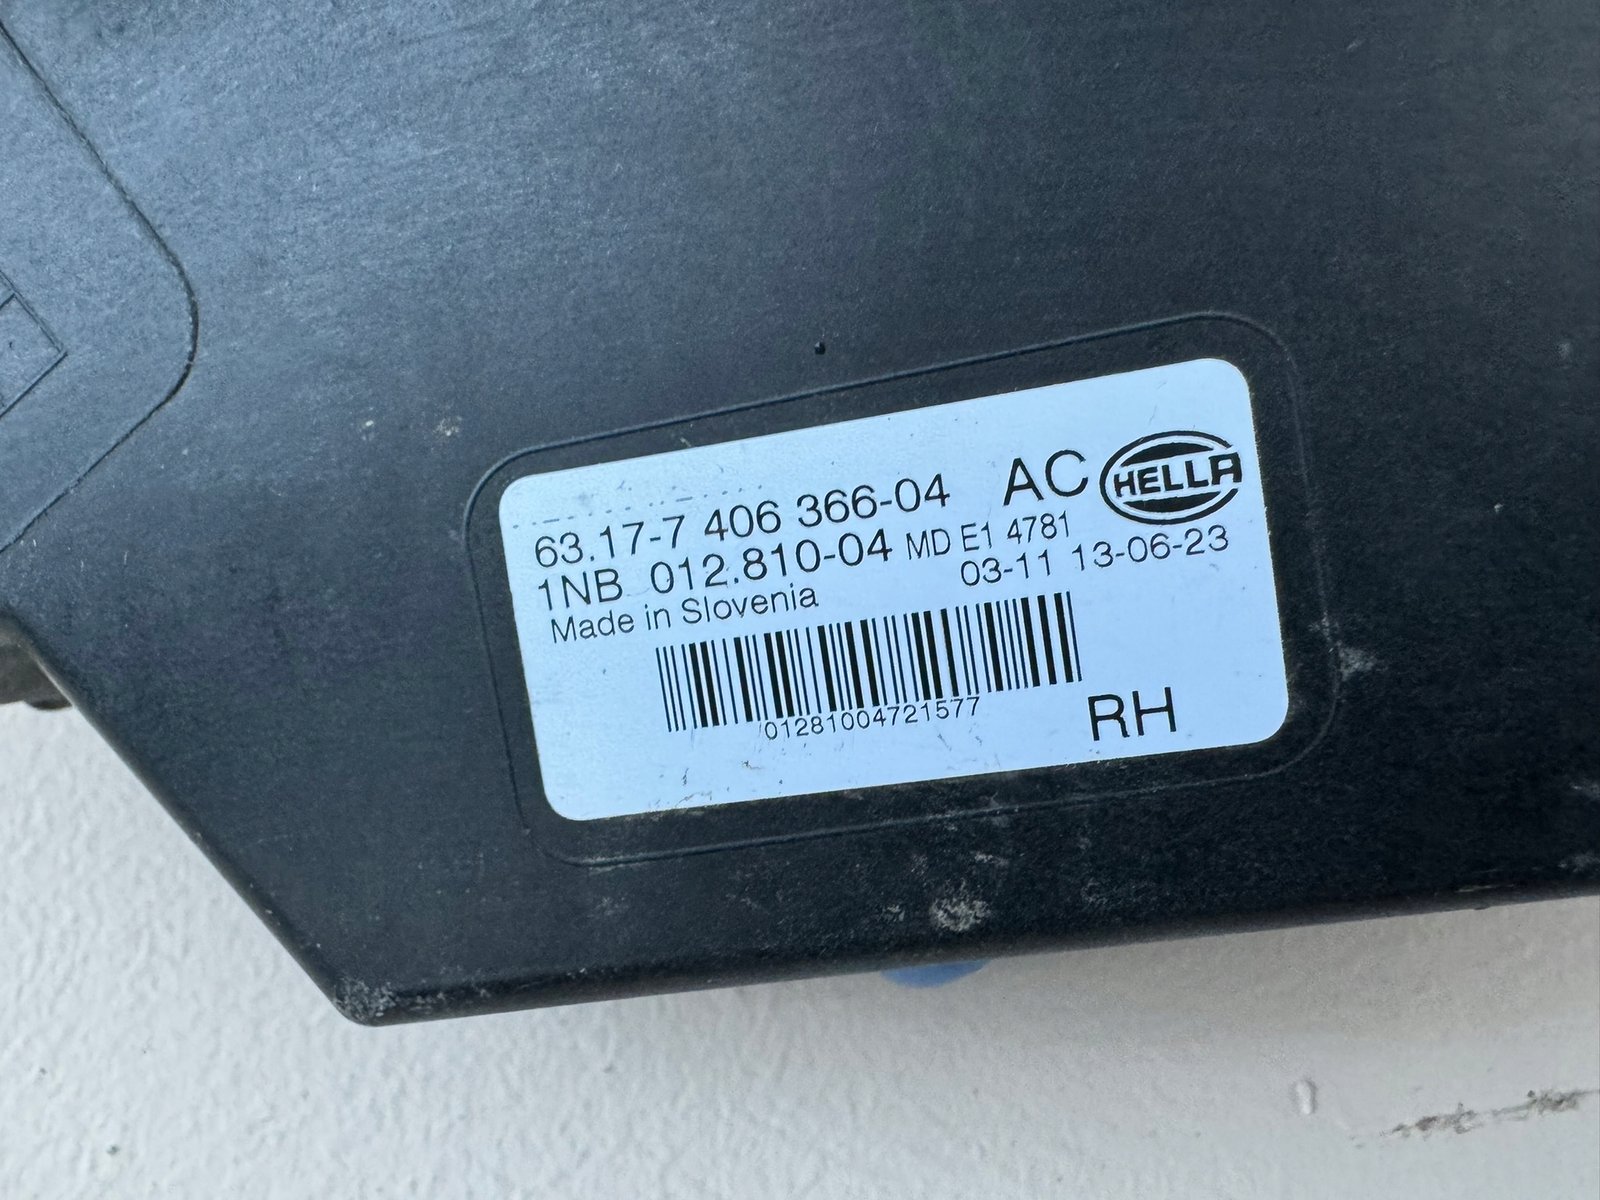 63.17-7 406 366-04 AC HELLA
1NB 012.810-04 MD E1 4781
Made in Slovenia 03-11 13-06-23
01281004721577
RH